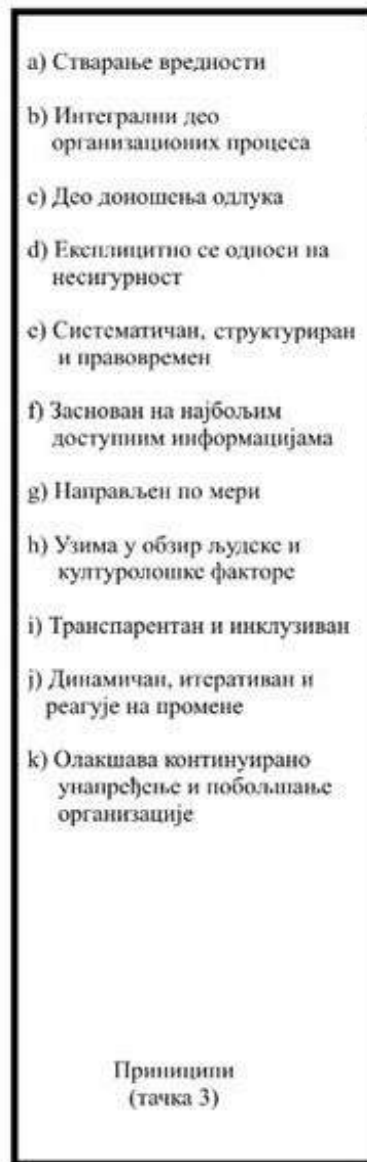 a) Стварање вредности
b) Интегрални део
организационих процеса
c) Део доношења одлука
d) Експлицитно се односи на
несигурност
e) Систематичан, структуриран
и правовремен
f) Заснован на најбољим
доступним информацијама
g) Направљен по мери
h) Узима у обзир људске и
културолошке факторе
i) Транспарентан и инклузиван
j) Динамичан, итеративан и
реагује на промене
k) Олакшава континуирано
унапређење и побољшање
организације
Приниципи
(тачка 3)